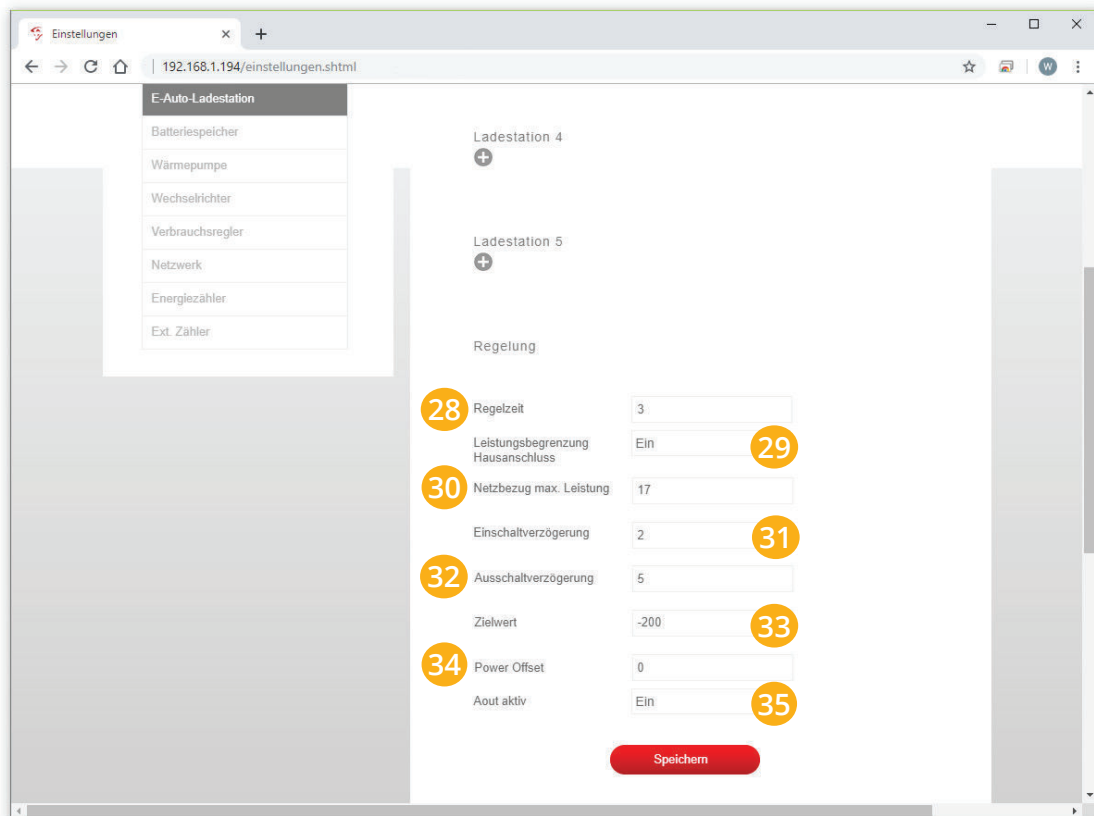 Einstellungen
192.168.1.194/einstellungen.shtml
W
E-Auto-Ladestation
Batteriespeicher
Wärmepumpe
Wechselrichter
Verbrauchsregler
Netzwerk
Energiezähler
Ext. Zähler
Ladestation 4
Ladestation 5
Regelung
28 Regelzeit 3
Leistungsbegrenzung
Hausanschluss
Ein 29
30 Netzbezug max. Leistung 17
Einschaltverzögerung 2 31
32 Ausschaltverzögerung 5
Zielwert -200 33
34 Power Offset 0
Aout aktiv Ein 35
Speichern